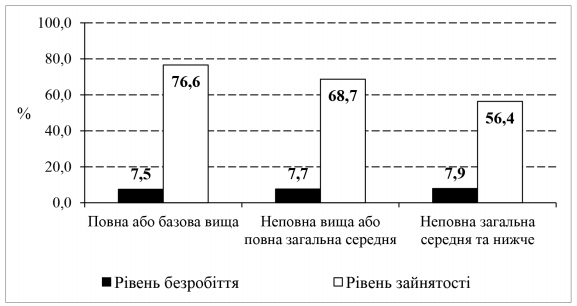 100,0
80,0
60,0
40,0
20,0
0,0
%
76,6
68,7
56,4
7,5
7,7
7,9
Повна або базова вища
Неповна вища або
повна загальна середня
Неповна загальна
середня та нижче
Рівень безробіття
Рівень зайнятості